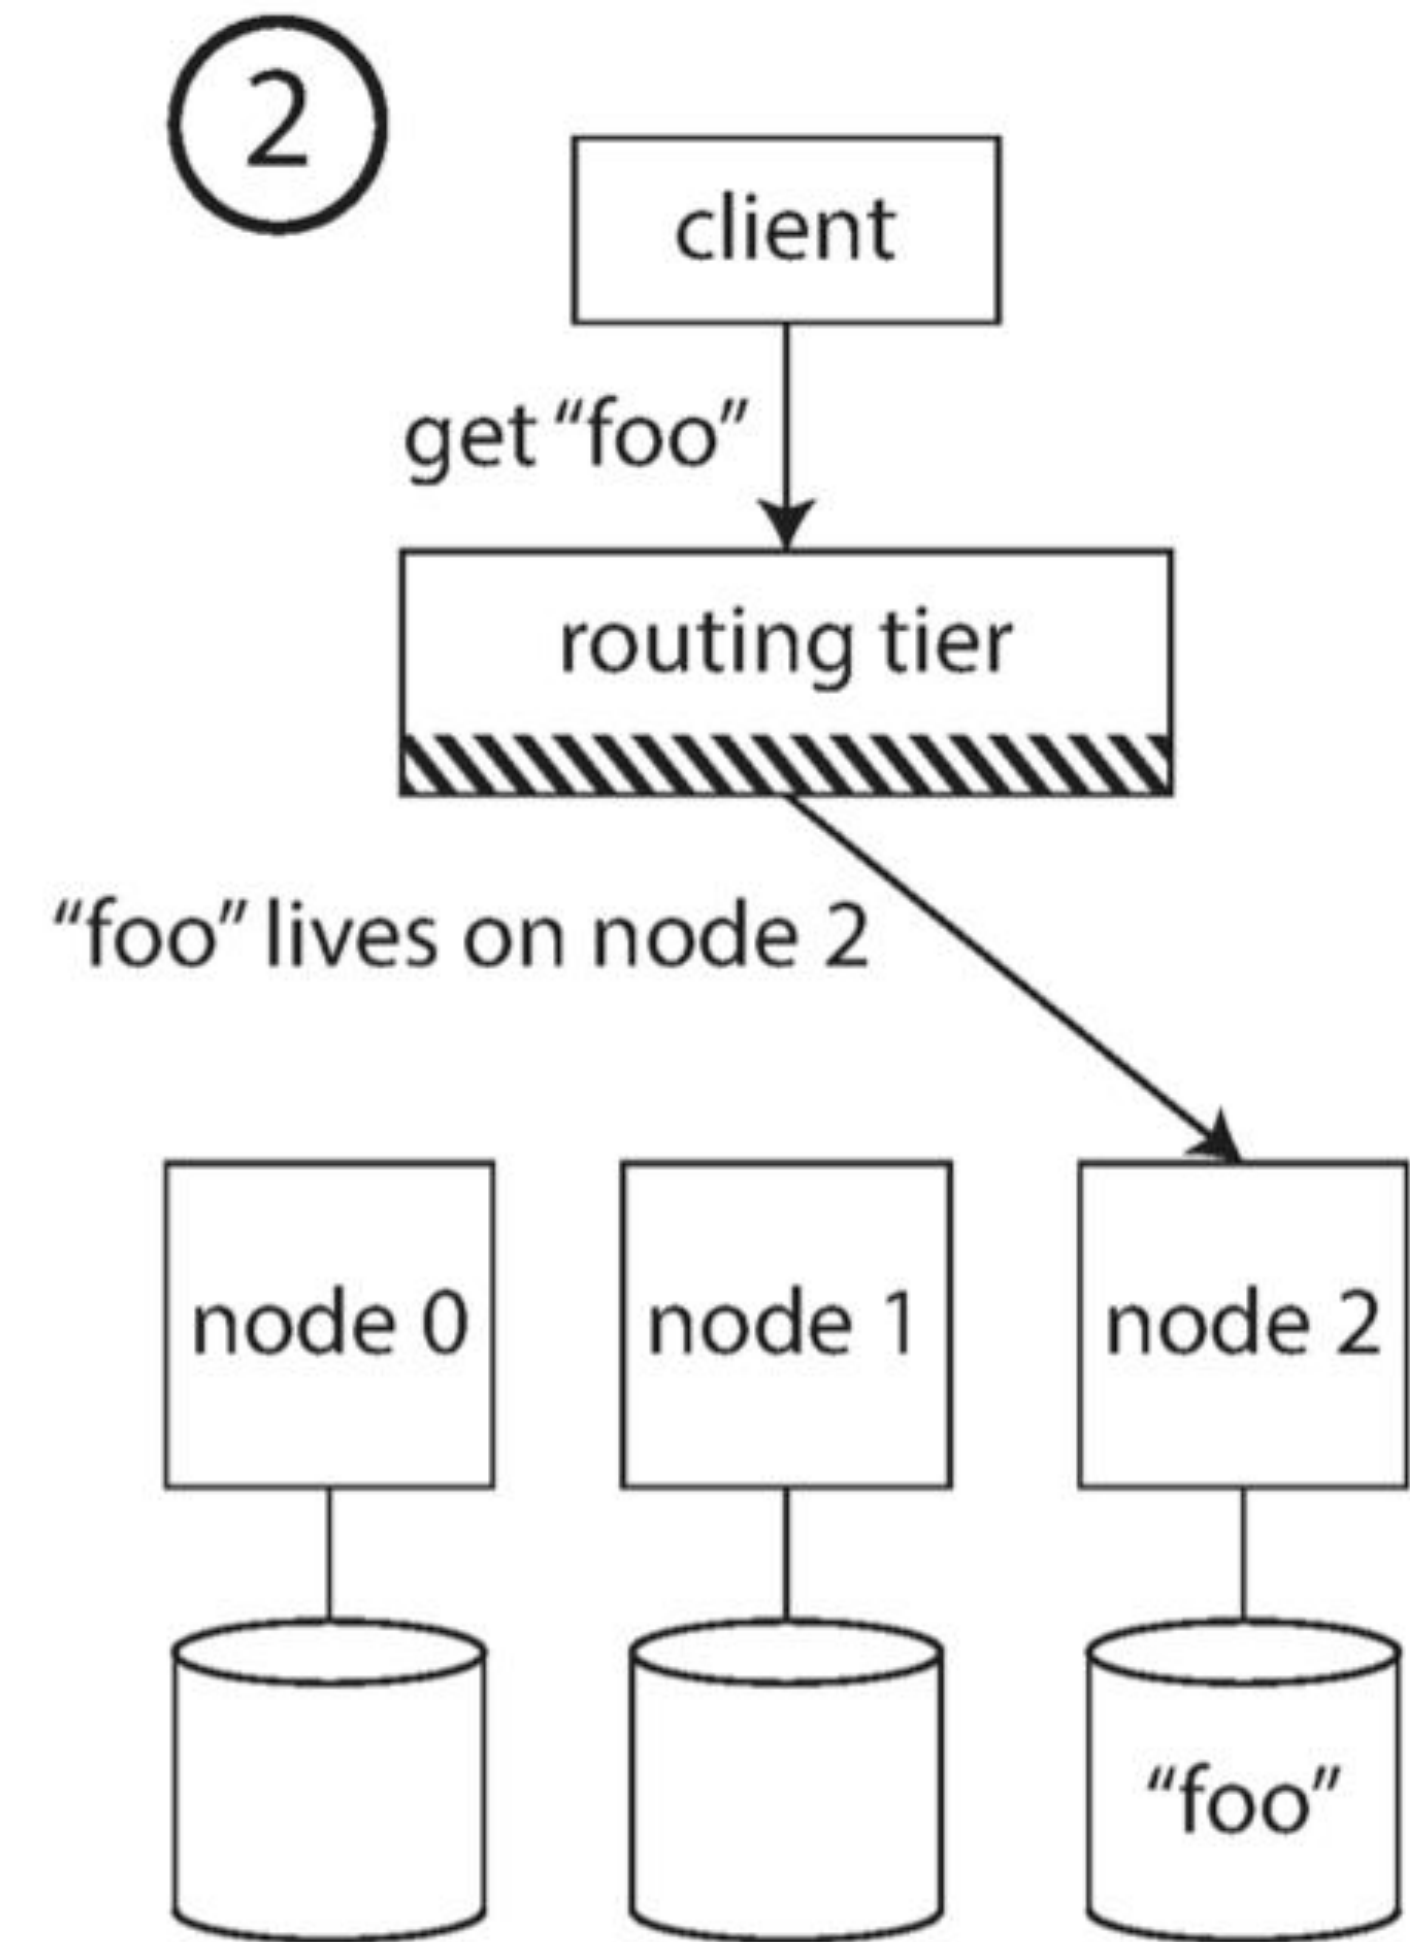 2
client
get “foo”
routing tier
“foo” lives on node 2
node 0
node 1
node 2
“foo”